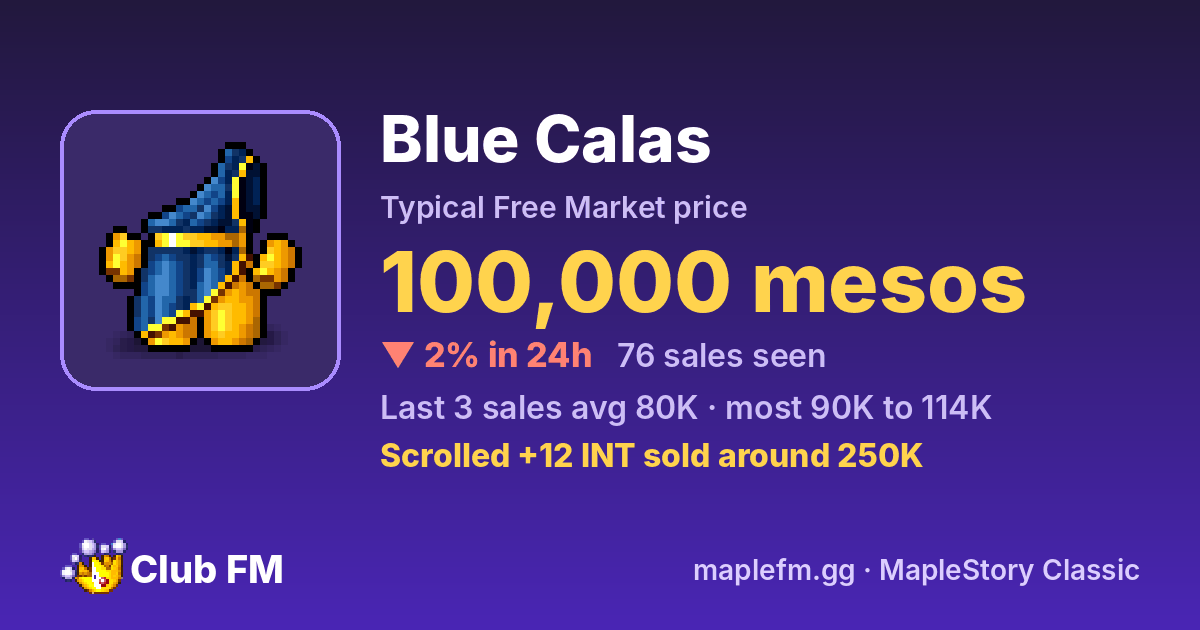 Blue Calas
Typical Free Market price
100,000 mesos
▼ 2% in 24h 76 sales seen
Last 3 sales avg 80K · most 90K to 114K
Scrolled +12 INT sold around 250K
Club FM
maplefm.gg · MapleStory Classic